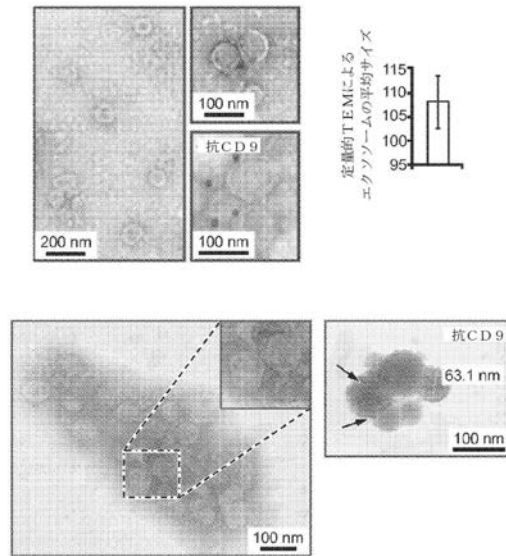 100 nm
抗CD9
200 nm
100 nm
定量的TEMによる
エクソソームの平均サイズ
115
110
105
100
95
抗CD9
63.1 nm
100 nm
100 nm